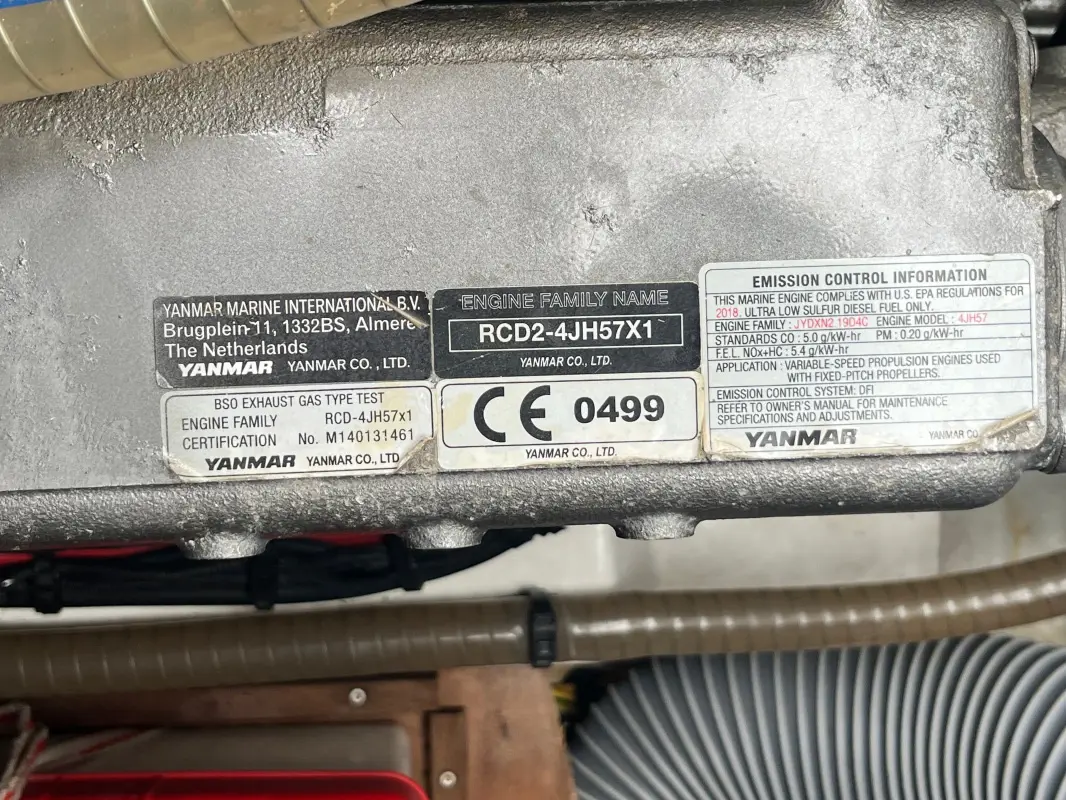 YANMAR MARINE INTERNATIONAL B.V.
Brugplein 11, 1332BS, Almere
The Netherlands
YANMAR YANMAR CO., LTD.
BSO EXHAUST GAS TYPE TEST
ENGINE FAMILY RCD-4JH57x1
CERTIFICATION No. M140131461
YANMAR YANMAR CO., LTD
ENGINE FAMILY NAME
RCD2-4JH57X1
YANMAR CO., LTD.
CE 0499
YANMAR CO., LTD.
EMISSION CONTROL INFORMATION
THIS MARINE ENGINE COMPLIES WITH U.S. EPA REGULATIONS FOR
2018. ULTRA LOW SULFUR DIESEL FUEL ONLY.
ENGINE FAMILY : JYDXN2.1904C ENGINE MODEL : 4JH57
STANDARDS CO : 5.0 g/kW-hr PM : 0.20 g/kW-hr
F.E.L. NOx+HC : 5.4 g/kW-hr
APPLICATION : VARIABLE-SPEED PROPULSION ENGINES USED
WITH FIXED-PITCH PROPELLERS.
EMISSION CONTROL SYSTEM: DFI
REFER TO OWNER'S MANUAL FOR MAINTENANCE
SPECIFICATIONS AND ADJUSTMENTS.
YANMAR YANMAR CO.